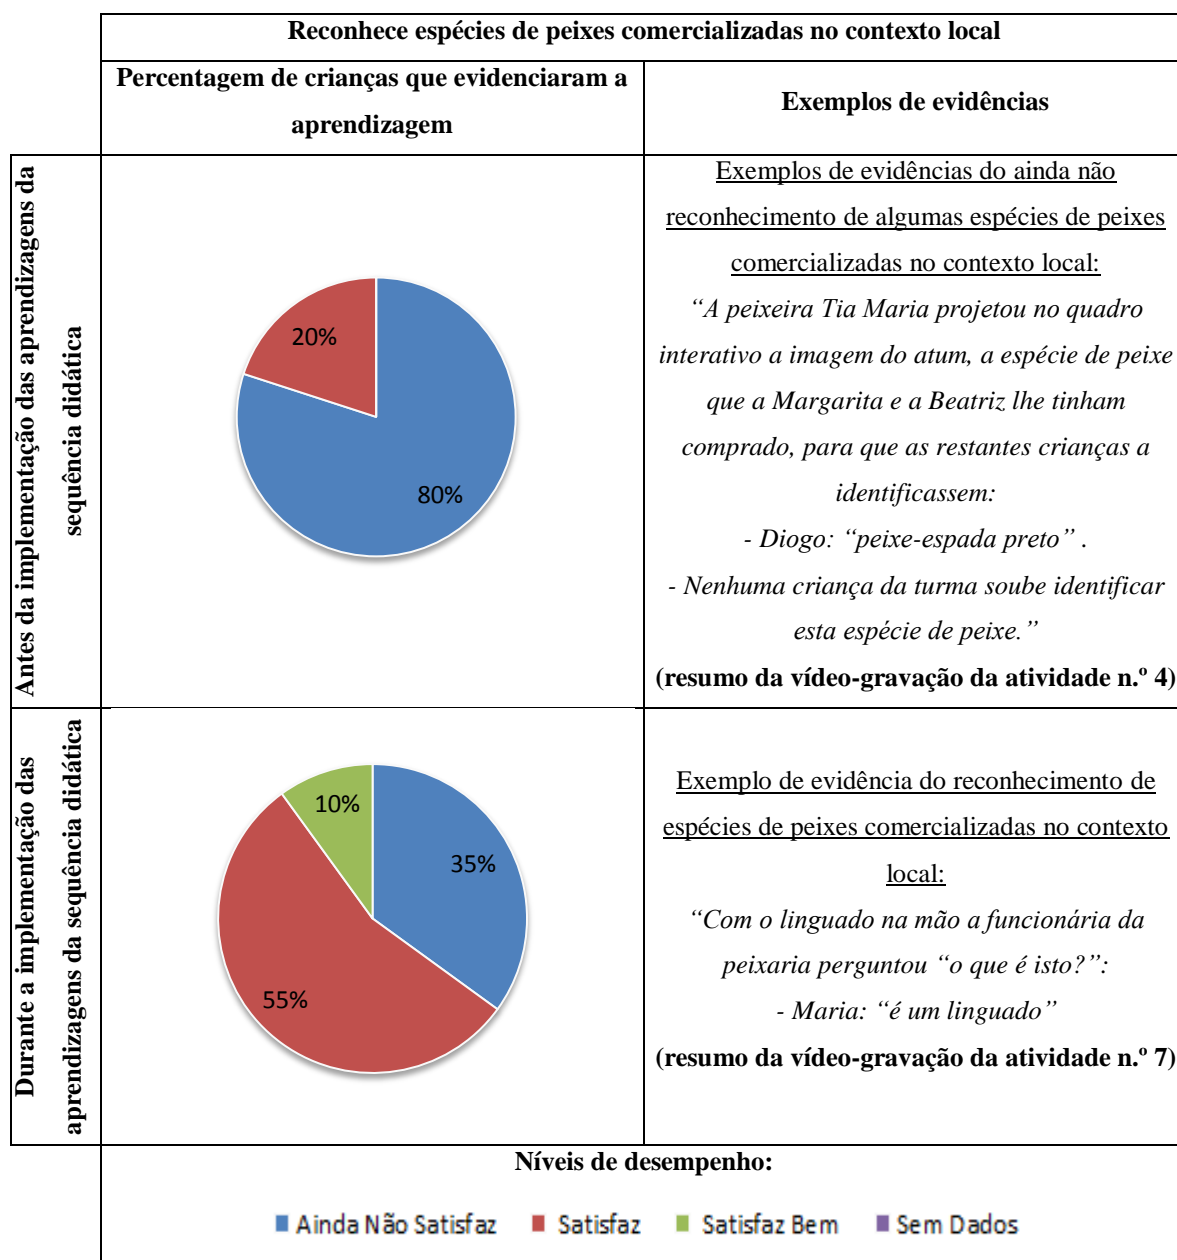 Reconhece espécies de peixes comercializadas no contexto local
Percentagem de crianças que evidenciaram a
aprendizagem
Exemplos de evidências
Antes da implementação das aprendizagens da
sequência didática
20%
80%
Exemplos de evidências do ainda não
reconhecimento de algumas espécies de peixes
comercializadas no contexto local:
“A peixeira Tia Maria projetou no quadro
interativo a imagem do atum, a espécie de peixe
que a Margarita e a Beatriz lhe tinham
comprado, para que as restantes crianças a
identificassem:
- Diogo: “peixe-espada preto” .
- Nenhuma criança da turma soube identificar
esta espécie de peixe.”
(resumo da vídeo-gravação da atividade n.º 4)
Durante a implementação das
aprendizagens da sequência didática
10%
35%
55%
Exemplo de evidência do reconhecimento de
espécies de peixes comercializadas no contexto
local:
“Com o linguado na mão a funcionária da
peixaria perguntou “o que é isto?”:
- Maria: “é um linguado”
(resumo da vídeo-gravação da atividade n.º 7)
Níveis de desempenho:
Ainda Não Satisfaz Satisfaz Satisfaz Bem Sem Dados